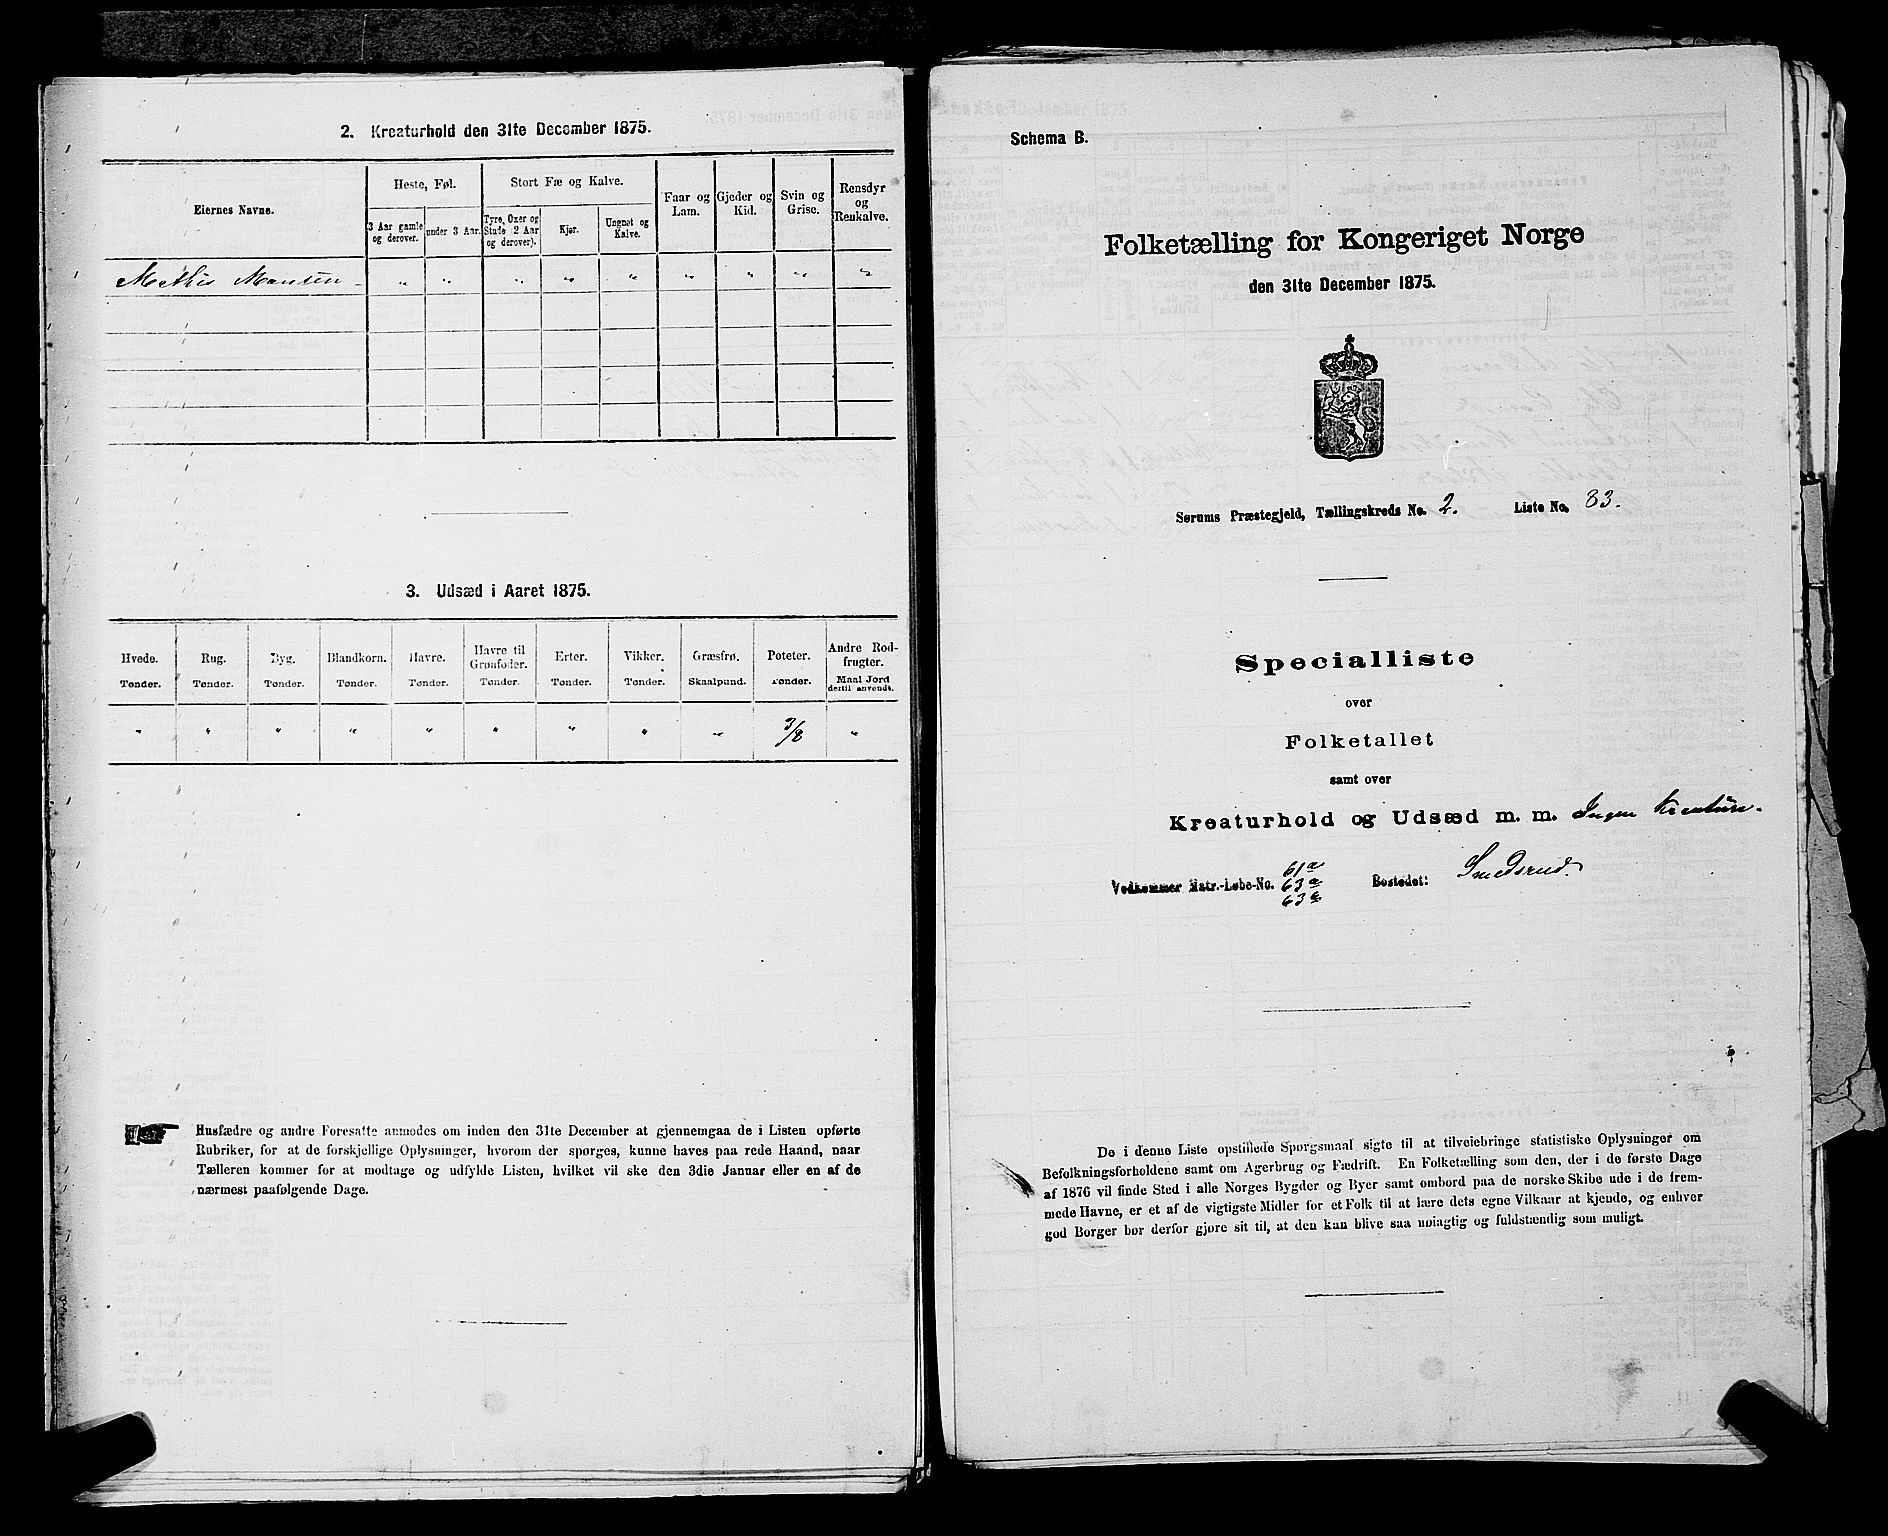 2. Kreaturhold den 31te December 1875.
Eiernes Navne.
Heste, Føl.
Stort Fæ og Kalve.
Faar og Lam.
Gjeder og Kid.
Svin og Grise.
Rensdyr og Renkalve.
3 Aar gamle og derover.
under 3 Aar.
Tyre, Oxer og Stude 2 Aar og derover).
Kjør.
Ungnøt og Kalve.
Mathis Monsen " " " " " " " " "
3. Udsæd i Aaret 1875.
Hvede. Rug. Byg. Blandkorn. Havre. Havre til Grønfoder. Erter. Vikker. Græsfrø. Poteter. Andre Rodfrugter.
Tønder. Tønder. Tønder. Tønder. Tønder. Tønder. Tønder. Tønder. Skaalpund. Tønder. Maal Jord dertil anvendt.
" " " " " " " " " 3/8 "
Husfædre og andre Foresatte anmodes om inden den 31te December at gjennemgaa de i Listen opførte
Rubriker, for at de forskjellige Oplysninger, hvorom der spørges, kunne haves paa rede Haand, naar
Tælleren kommer for at modtage og udfylde Listen, hvilket vil ske den 3die Januar eller en af de
nærmest paafølgende Dage.
Schema B.
Folketælling for Kongeriget Norge
den 31te December 1875.
Sørums Præstegjeld, Tællingskreds No. 2. Liste No. 83.
Specialliste
over
Folketallet
samt over
Kreaturhold og Udsæd m. m. Ingen Kreature.
61a
Vedkommer Matr.-Løbe-No. 63a Bostedet: Smedsrud.
63
De i denne Liste opstillede Spørgsmaal sigte til at tilveiebringe statistiske Oplysninger om
Befolkningsforholdene samt om Agerbrug og Fædrift. En Folketælling som den, der i de første Dage
af 1876 vil finde Sted i alle Norges Bygder og Byer samt ombord paa de norske Skibe ude i de frem-
mede Havne, er et af de vigtigste Midler for et Folk til at lære dets egne Vilkaar at kjende, og enhver
god Borger bør derfor gjøre sit til, at den kan blive saa nøiagtig og fuldstændig som muligt.